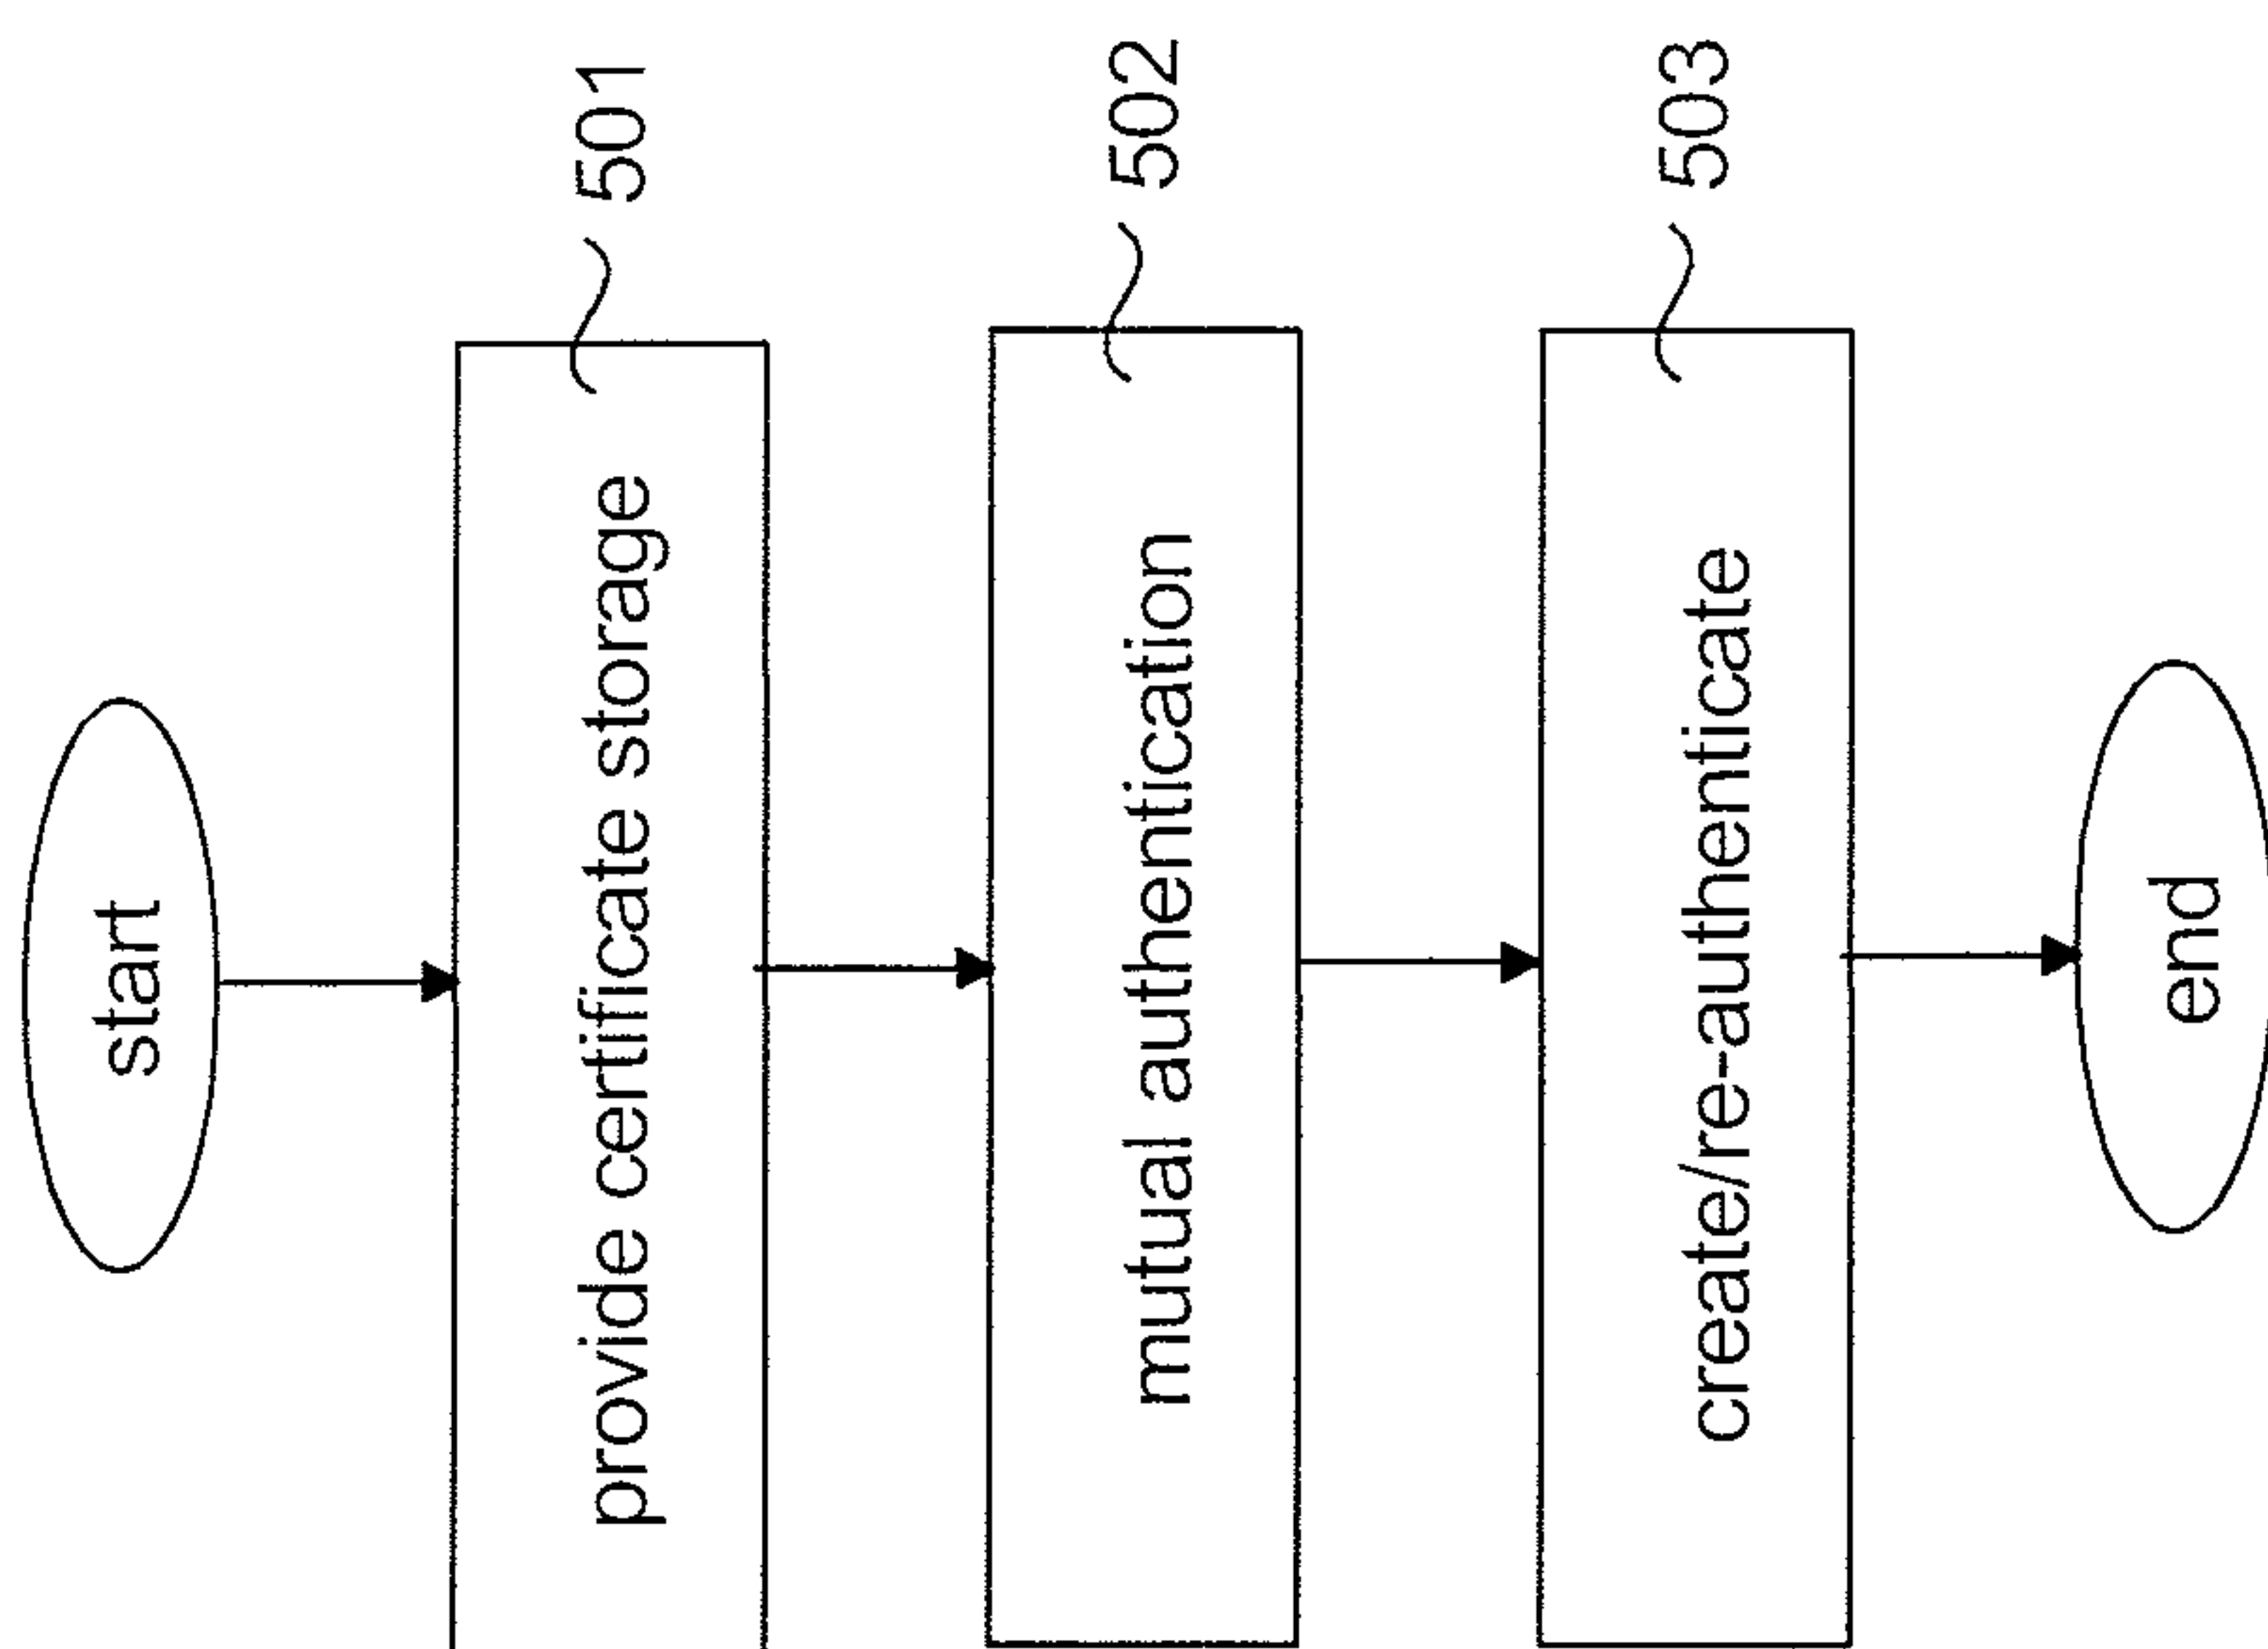 start
provide certificate storage
501
mutual authentication
502
create/re-authenticate
503
end